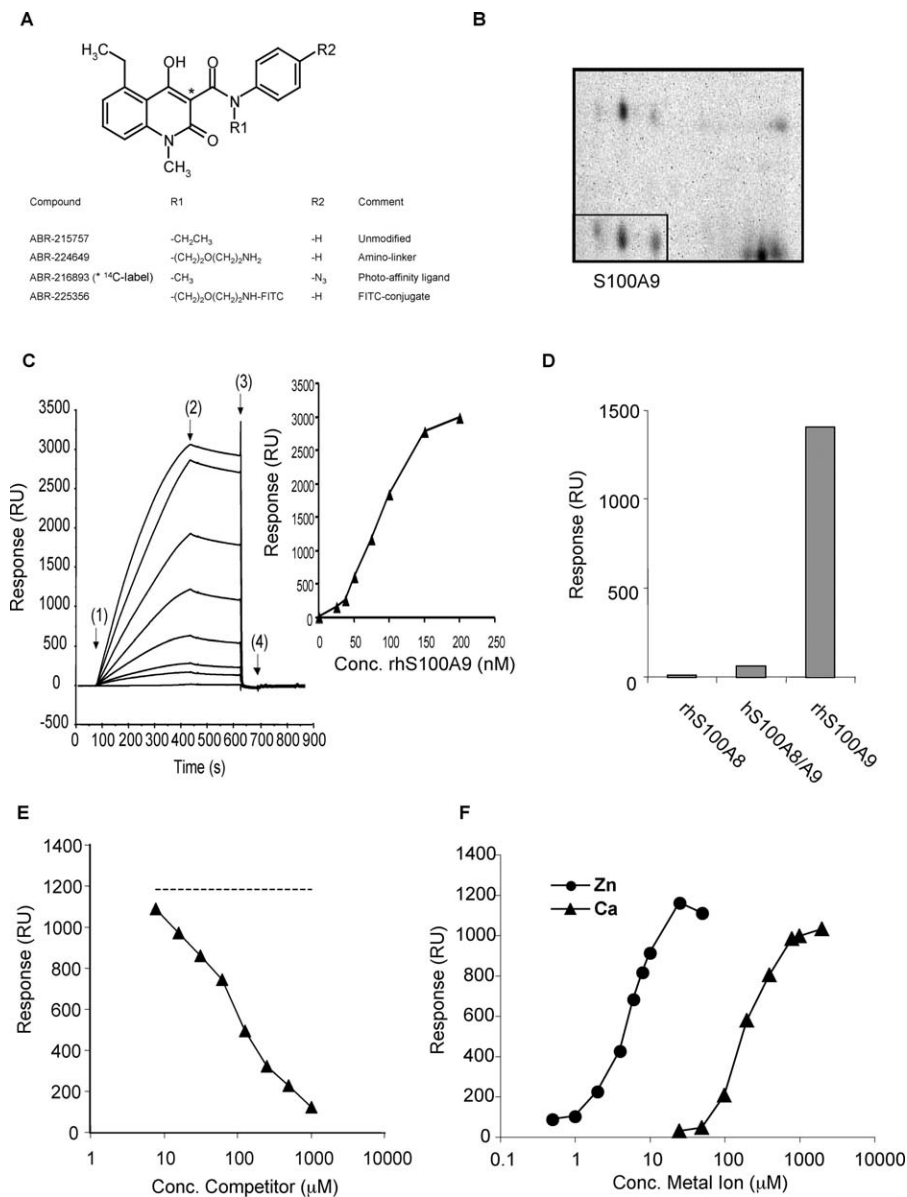 A
H₃C
OH
O
R2
*
N
R1
N
O
CH₃
Compound R1 R2 Comment
ABR-215757 -CH₂CH₃ -H Unmodified
ABR-224649 -(CH₂)₂O(CH₂)₂NH₂ -H Amino-linker
ABR-216893 (* ¹⁴C-label) -CH₃ -N₃ Photo-affinity ligand
ABR-225356 -(CH₂)₂O(CH₂)₂NH-FITC -H FITC-conjugate
B
S100A9
C
Response (RU)
3500
3000
2500
2000
1500
1000
500
0
-500
(1)
(2)
(3)
(4)
0 100 200 300 400 500 600 700 800 900
Time (s)
Response (RU)
3500
3000
2500
2000
1500
1000
500
0
0 50 100 150 200 250
Conc. rhS100A9 (nM)
D
Response (RU)
1500
1000
500
0
rhS100A8
hS100A8/A9
rhS100A9
E
Response (RU)
1400
1200
1000
800
600
400
200
0
1 10 100 1000 10000
Conc. Competitor (µM)
F
Response (RU)
1400
1200
1000
800
600
400
200
0
Zn
Ca
0.1 1 10 100 1000 10000
Conc. Metal Ion (µM)